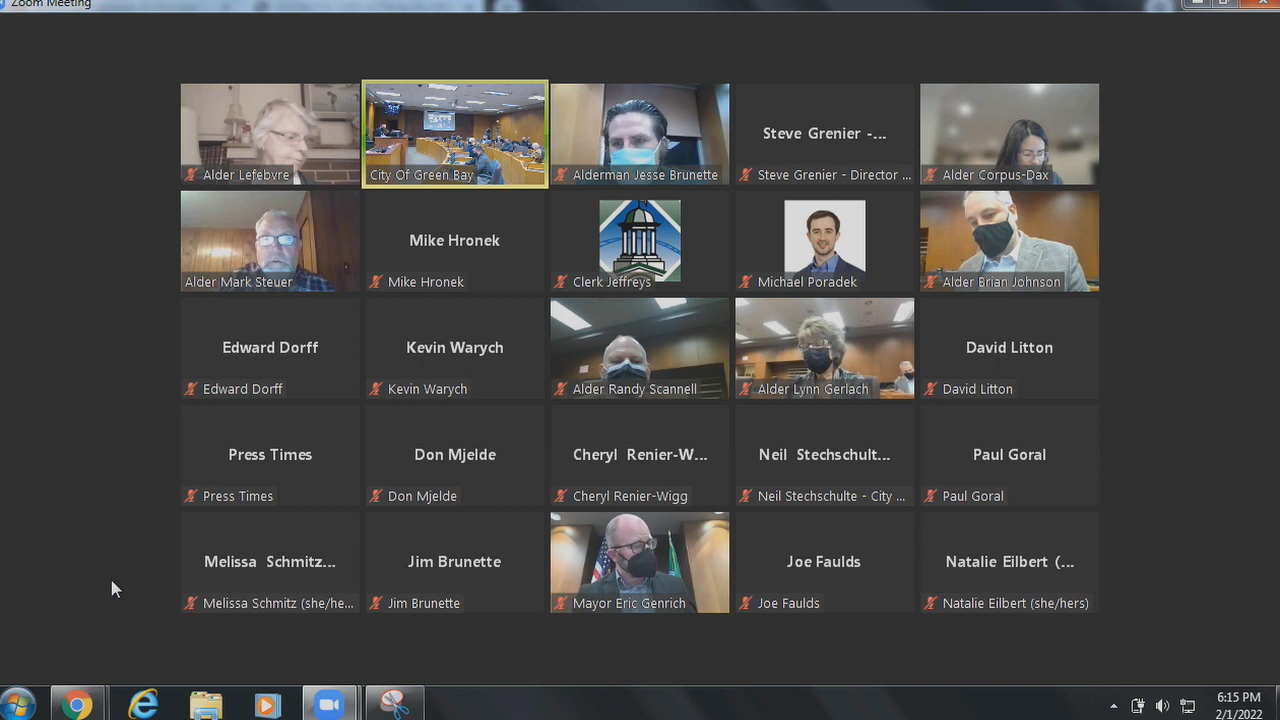 Zoom Meeting
Alder Lefebvre
City Of Green Bay
Alderman Jesse Brunette
Steve Grenier -...
Steve Grenier - Director ...
Alder Corpus-Dax
Alder Mark Steuer
Mike Hronek
Mike Hronek
Clerk Jeffreys
Michael Poradek
Alder Brian Johnson
Edward Dorff
Edward Dorff
Kevin Warych
Kevin Warych
Alder Randy Scannell
Alder Lynn Gerlach
David Litton
David Litton
Press Times
Press Times
Don Mjelde
Don Mjelde
Cheryl Renier-W...
Cheryl Renier-Wigg
Neil Stechschult...
Neil Stechschulte - City ...
Paul Goral
Paul Goral
Melissa Schmitz...
Melissa Schmitz (she/he...
Jim Brunette
Jim Brunette
Mayor Eric Genrich
Joe Faulds
Joe Faulds
Natalie Eilbert (...
Natalie Eilbert (she/hers)
6:15 PM
2/1/2022